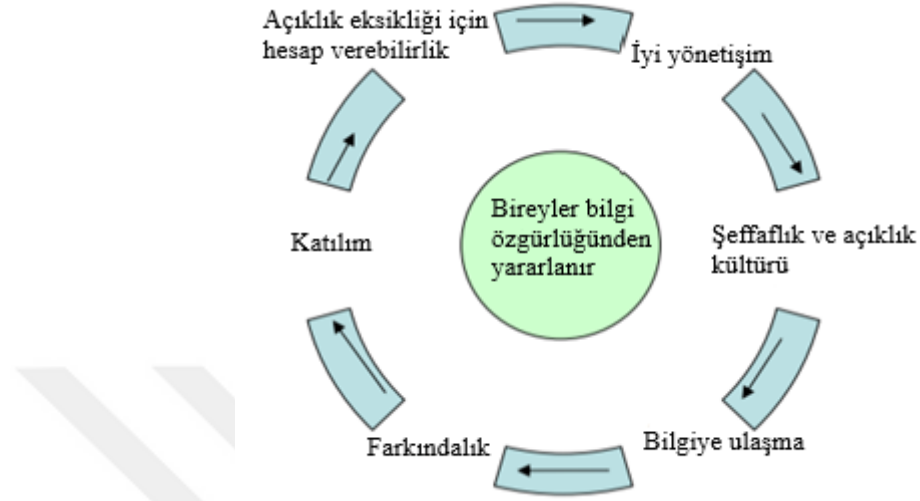 Açıklık eksikliği için
hesap verebilirlik
İyi yönetişim
Bireyler bilgi
özgürlüğünden
yararlanır
Katılım
Şeffaflık ve açıklık
kültürü
Farkındalık
Bilgiye ulaşma